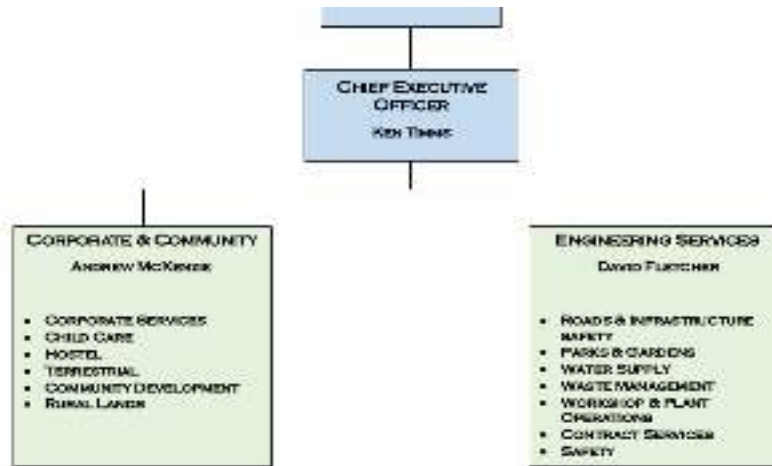 CHIEF EXECUTIVE
OFFICER
KEN TIMMS
CORPORATE & COMMUNITY
ANDREW MCKENZIE
• CORPORATE SERVICES
• CHILD CARE
• HOSTEL
• TERRESTRIAL
• COMMUNITY DEVELOPMENT
• RURAL LANDS
ENGINEERING SERVICES
DAVID FLETCHER
• ROADS & INFRASTRUCTURE
SAFETY
• PARKS & GARDENS
• WATER SUPPLY
• WASTE MANAGEMENT
• WORKSHOP & PLANT
OPERATIONS
• CONTRACT SERVICES
• SAFETY